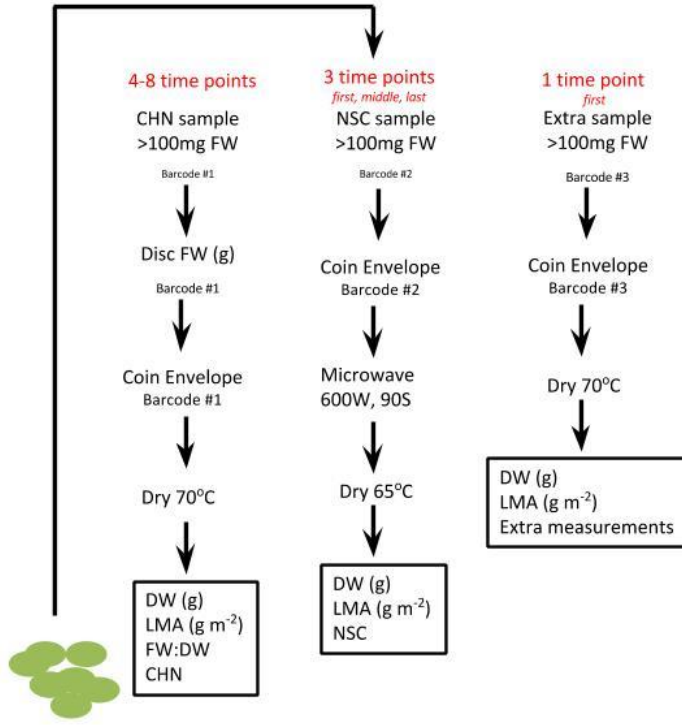 4-8 time points
CHN sample
>100mg FW
Barcode #1
Disc FW (g)
Barcode #1
Coin Envelope
Barcode #1
Dry 70°C
DW (g)
LMA (g m⁻²)
FW:DW
CHN
3 time points
first, middle, last
NSC sample
>100mg FW
Barcode #2
Coin Envelope
Barcode #2
Microwave
600W, 90S
Dry 65°C
DW (g)
LMA (g m⁻²)
NSC
1 time point
first
Extra sample
>100mg FW
Barcode #3
Coin Envelope
Barcode #3
Dry 70°C
DW (g)
LMA (g m⁻²)
Extra measurements